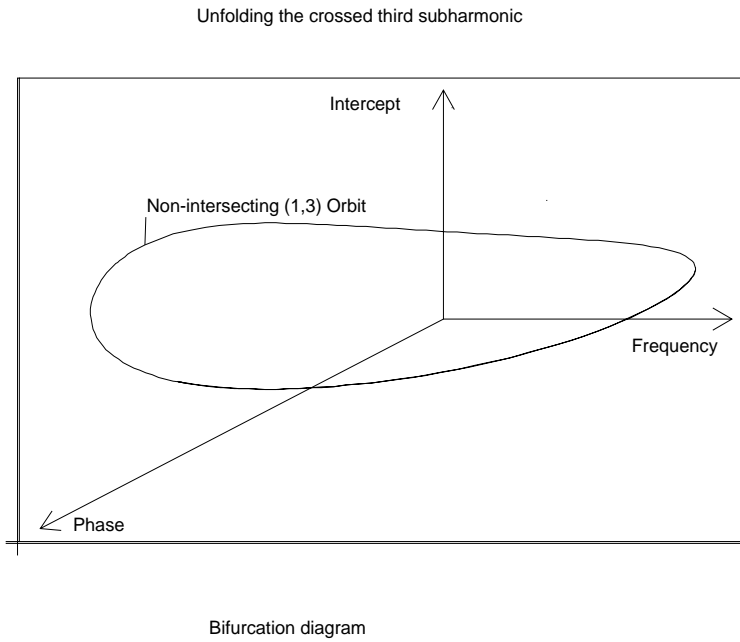 Unfolding the crossed third subharmonic
Intercept
Non-intersecting (1,3) Orbit
Frequency
Phase
Bifurcation diagram